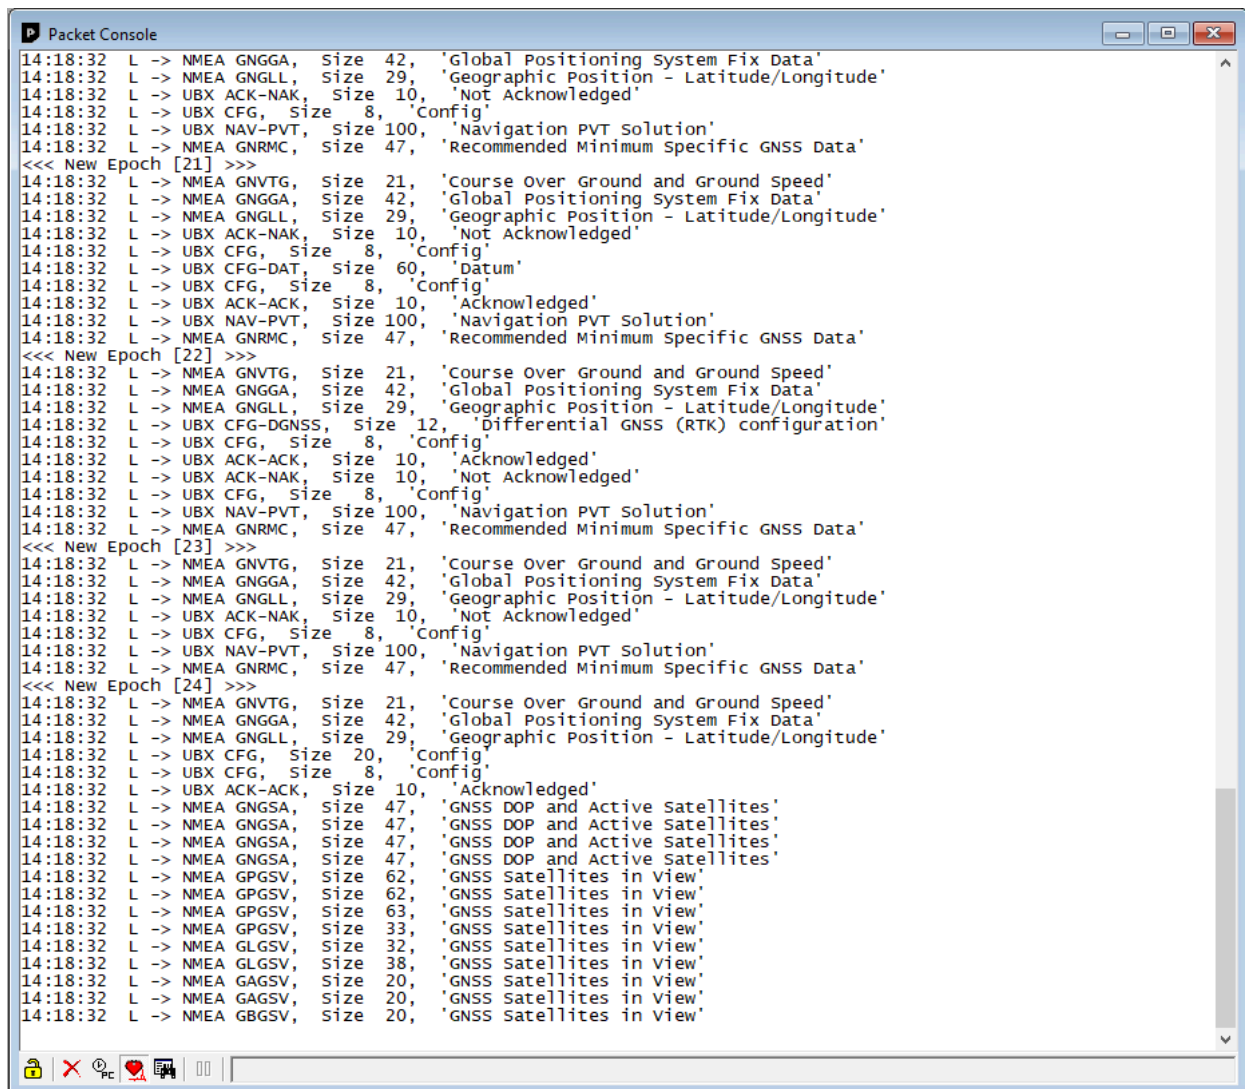 Packet Console
14:18:32  L -> NMEA GNGGA,  Size  42,  'Global Positioning System Fix Data'
14:18:32  L -> NMEA GNGLL,  Size  29,  'Geographic Position - Latitude/Longitude'
14:18:32  L -> UBX ACK-NAK,  Size  10,  'Not Acknowledged'
14:18:32  L -> UBX CFG,  Size   8,  'Config'
14:18:32  L -> UBX NAV-PVT,  Size 100,  'Navigation PVT Solution'
14:18:32  L -> NMEA GNRMC,  Size  47,  'Recommended Minimum Specific GNSS Data'
<<< New Epoch [21] >>>
14:18:32  L -> NMEA GNVTG,  Size  21,  'Course Over Ground and Ground Speed'
14:18:32  L -> NMEA GNGGA,  Size  42,  'Global Positioning System Fix Data'
14:18:32  L -> NMEA GNGLL,  Size  29,  'Geographic Position - Latitude/Longitude'
14:18:32  L -> UBX ACK-NAK,  Size  10,  'Not Acknowledged'
14:18:32  L -> UBX CFG,  Size   8,  'Config'
14:18:32  L -> UBX CFG-DAT,  Size  60,  'Datum'
14:18:32  L -> UBX CFG,  Size   8,  'Config'
14:18:32  L -> UBX ACK-ACK,  Size  10,  'Acknowledged'
14:18:32  L -> UBX NAV-PVT,  Size 100,  'Navigation PVT Solution'
14:18:32  L -> NMEA GNRMC,  Size  47,  'Recommended Minimum Specific GNSS Data'
<<< New Epoch [22] >>>
14:18:32  L -> NMEA GNVTG,  Size  21,  'Course Over Ground and Ground Speed'
14:18:32  L -> NMEA GNGGA,  Size  42,  'Global Positioning System Fix Data'
14:18:32  L -> NMEA GNGLL,  Size  29,  'Geographic Position - Latitude/Longitude'
14:18:32  L -> UBX CFG-DGNSS,  Size  12,  'Differential GNSS (RTK) configuration'
14:18:32  L -> UBX CFG,  Size   8,  'Config'
14:18:32  L -> UBX ACK-ACK,  Size  10,  'Acknowledged'
14:18:32  L -> UBX ACK-NAK,  Size  10,  'Not Acknowledged'
14:18:32  L -> UBX CFG,  Size   8,  'Config'
14:18:32  L -> UBX NAV-PVT,  Size 100,  'Navigation PVT Solution'
14:18:32  L -> NMEA GNRMC,  Size  47,  'Recommended Minimum Specific GNSS Data'
<<< New Epoch [23] >>>
14:18:32  L -> NMEA GNVTG,  Size  21,  'Course Over Ground and Ground Speed'
14:18:32  L -> NMEA GNGGA,  Size  42,  'Global Positioning System Fix Data'
14:18:32  L -> NMEA GNGLL,  Size  29,  'Geographic Position - Latitude/Longitude'
14:18:32  L -> UBX ACK-NAK,  Size  10,  'Not Acknowledged'
14:18:32  L -> UBX CFG,  Size   8,  'Config'
14:18:32  L -> UBX NAV-PVT,  Size 100,  'Navigation PVT Solution'
14:18:32  L -> NMEA GNRMC,  Size  47,  'Recommended Minimum Specific GNSS Data'
<<< New Epoch [24] >>>
14:18:32  L -> NMEA GNVTG,  Size  21,  'Course Over Ground and Ground Speed'
14:18:32  L -> NMEA GNGGA,  Size  42,  'Global Positioning System Fix Data'
14:18:32  L -> NMEA GNGLL,  Size  29,  'Geographic Position - Latitude/Longitude'
14:18:32  L -> UBX CFG,  Size  20,  'Config'
14:18:32  L -> UBX CFG,  Size   8,  'Config'
14:18:32  L -> UBX ACK-ACK,  Size  10,  'Acknowledged'
14:18:32  L -> NMEA GNGSA,  Size  47,  'GNSS DOP and Active Satellites'
14:18:32  L -> NMEA GNGSA,  Size  47,  'GNSS DOP and Active Satellites'
14:18:32  L -> NMEA GNGSA,  Size  47,  'GNSS DOP and Active Satellites'
14:18:32  L -> NMEA GNGSA,  Size  47,  'GNSS DOP and Active Satellites'
14:18:32  L -> NMEA GPGSV,  Size  62,  'GNSS Satellites in View'
14:18:32  L -> NMEA GPGSV,  Size  62,  'GNSS Satellites in View'
14:18:32  L -> NMEA GPGSV,  Size  63,  'GNSS Satellites in View'
14:18:32  L -> NMEA GPGSV,  Size  33,  'GNSS Satellites in View'
14:18:32  L -> NMEA GLGSV,  Size  32,  'GNSS Satellites in View'
14:18:32  L -> NMEA GLGSV,  Size  38,  'GNSS Satellites in View'
14:18:32  L -> NMEA GAGSV,  Size  20,  'GNSS Satellites in View'
14:18:32  L -> NMEA GAGSV,  Size  20,  'GNSS Satellites in View'
14:18:32  L -> NMEA GBGSV,  Size  20,  'GNSS Satellites in View'
PC